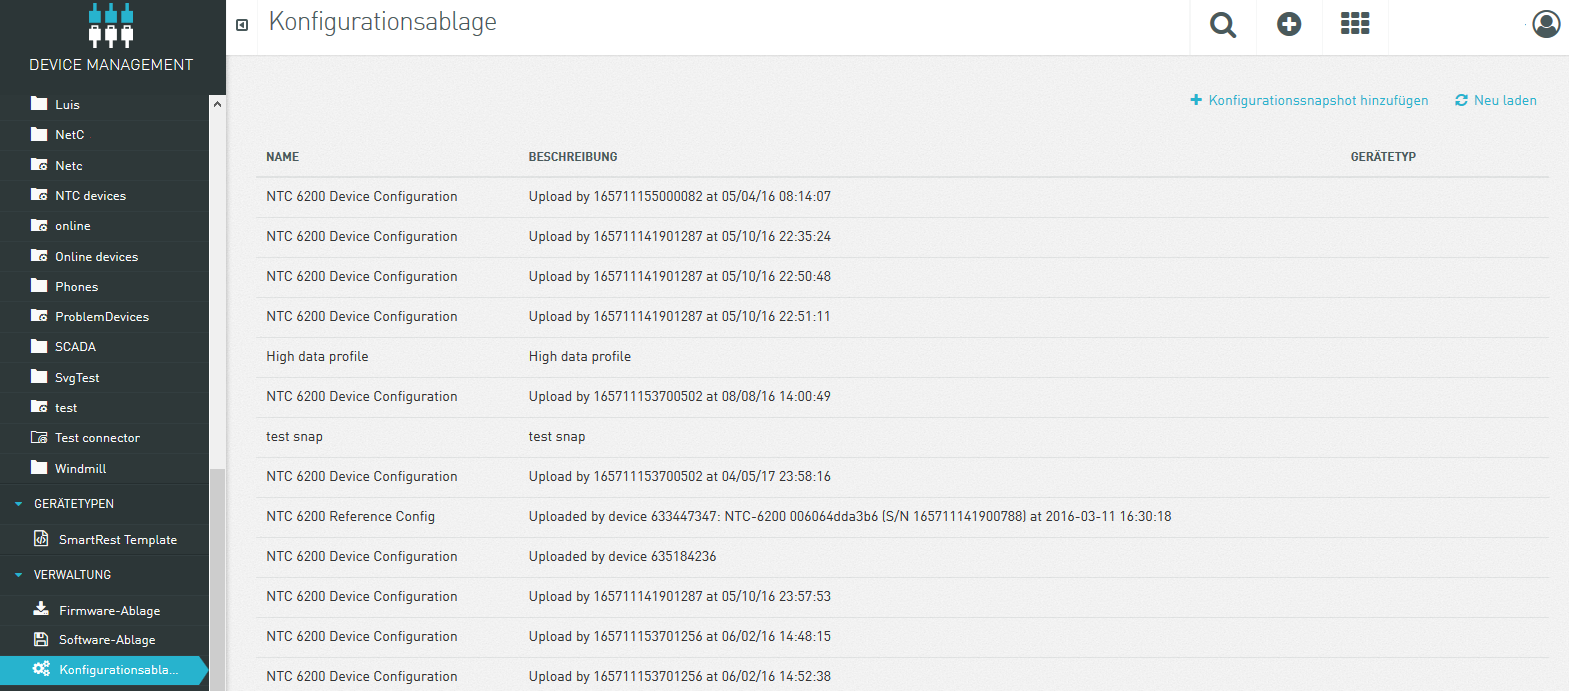 DEVICE MANAGEMENT
Luis
NetC
Netc
NTC devices
online
Online devices
Phones
ProblemDevices
SCADA
SvgTest
test
Test connector
Windmill
GERÄTETYPEN
SmartRest Template
VERWALTUNG
Firmware-Ablage
Software-Ablage
Konfigurationsabla...
Konfigurationsablage
Konfigurationssnapshot hinzufügen Neu laden
NAME BESCHREIBUNG GERÄTETYP
NTC 6200 Device Configuration Upload by 165711155000082 at 05/04/16 08:14:07
NTC 6200 Device Configuration Upload by 165711141901287 at 05/10/16 22:35:24
NTC 6200 Device Configuration Upload by 165711141901287 at 05/10/16 22:50:48
NTC 6200 Device Configuration Upload by 165711141901287 at 05/10/16 22:51:11
High data profile High data profile
NTC 6200 Device Configuration Upload by 165711153700502 at 08/08/16 14:00:49
test snap test snap
NTC 6200 Device Configuration Upload by 165711153700502 at 04/05/17 23:58:16
NTC 6200 Reference Config Uploaded by device 633447347: NTC-6200 006064dda3b6 (S/N 165711141900788) at 2016-03-11 16:30:18
NTC 6200 Device Configuration Uploaded by device 635184236
NTC 6200 Device Configuration Upload by 165711141901287 at 05/10/16 23:57:53
NTC 6200 Device Configuration Upload by 165711153701256 at 06/02/16 14:48:15
NTC 6200 Device Configuration Upload by 165711153701256 at 06/02/16 14:52:38